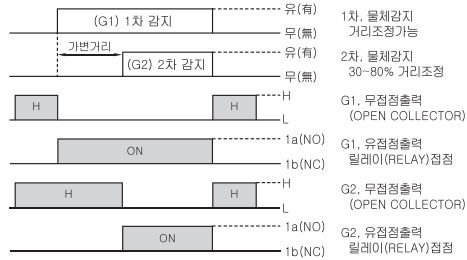 (G1) 1차 감지
유(有)
무(無)
1차, 물체감지
거리조정가능
가변거리
(G2) 2차 감지
유(有)
무(無)
2차, 물체감지
30~80% 거리조정
H
H
H
L
G1, 무접점출력
(OPEN COLLECTOR)
ON
1a(NO)
1b(NC)
G1, 유접점출력
릴레이(RELAY)접점
H
H
H
L
G2, 무접점출력
(OPEN COLLECTOR)
ON
1a(NO)
1b(NC)
G2, 유접점출력
릴레이(RELAY)접점